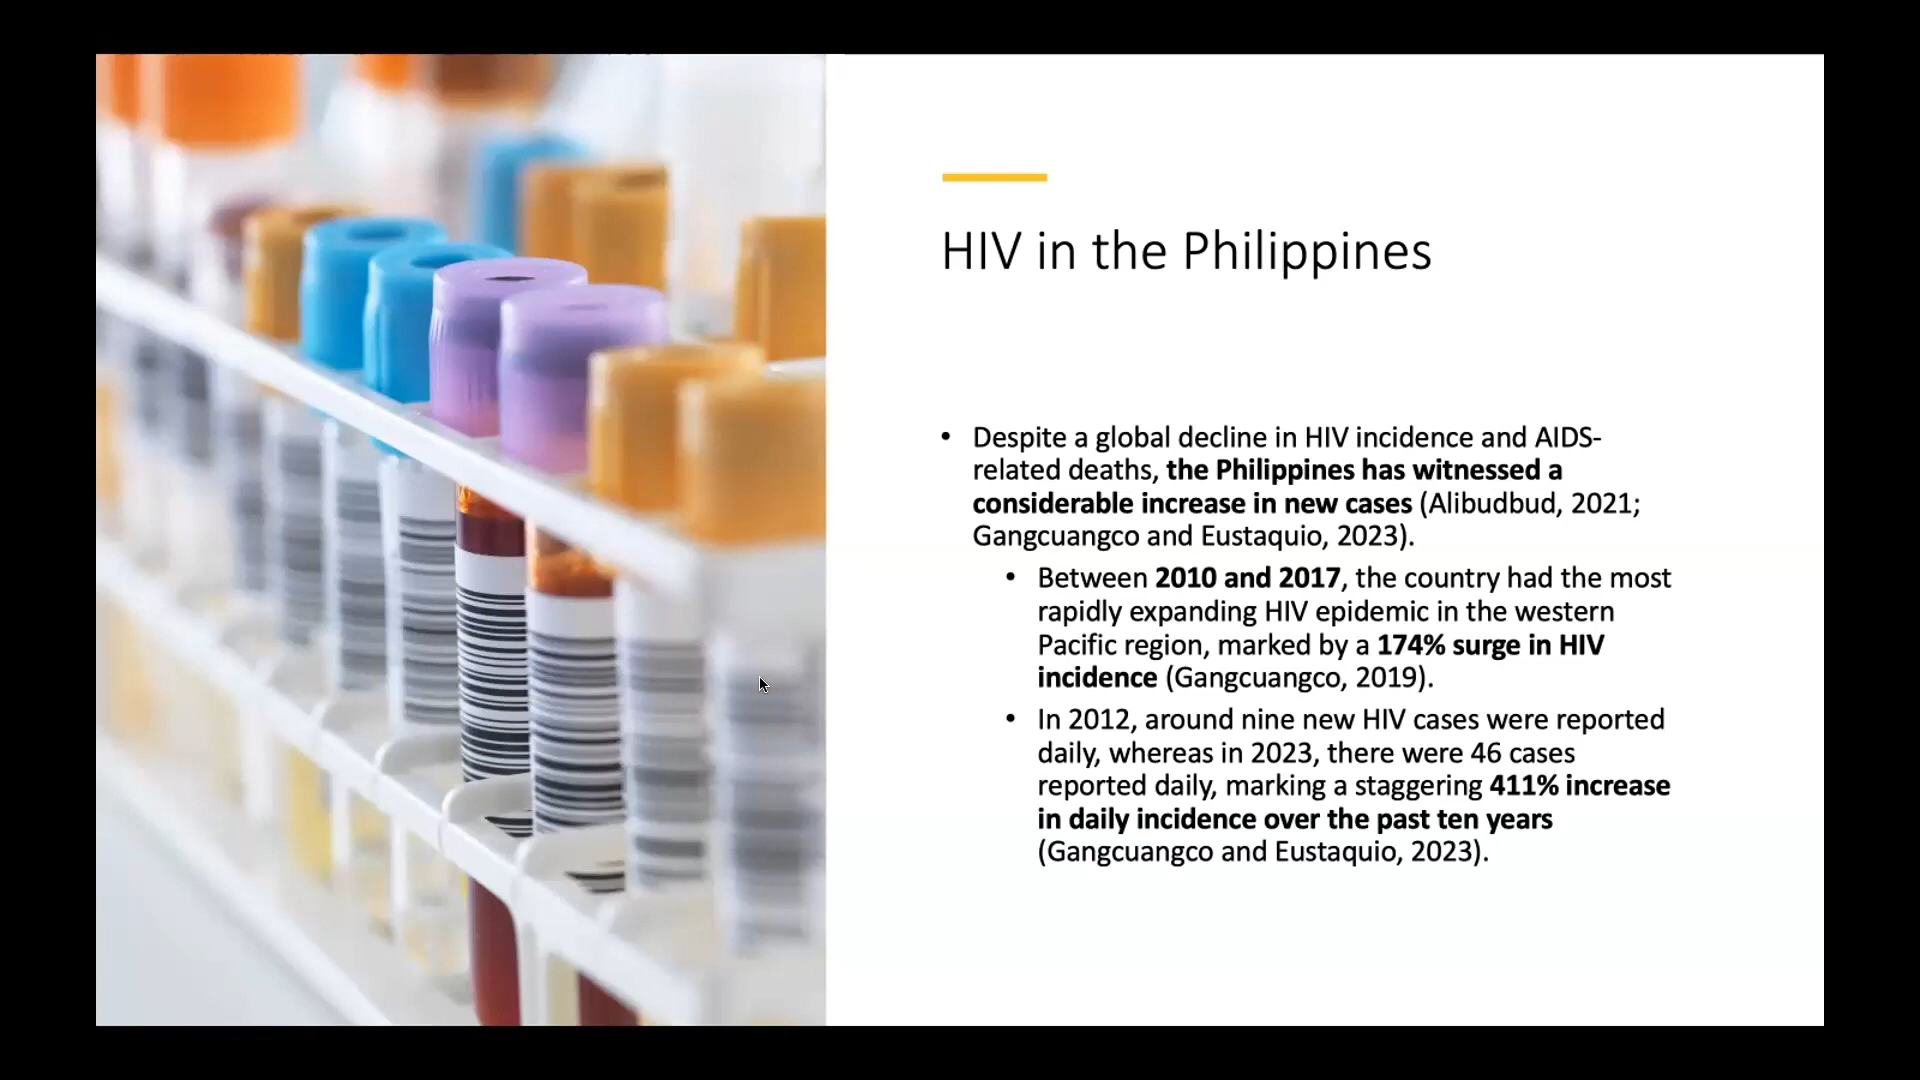 HIV in the Philippines
• Despite a global decline in HIV incidence and AIDS-
related deaths, the Philippines has witnessed a
considerable increase in new cases (Alibudbud, 2021;
Gangcuangco and Eustaquio, 2023).
• Between 2010 and 2017, the country had the most
rapidly expanding HIV epidemic in the western
Pacific region, marked by a 174% surge in HIV
incidence (Gangcuangco, 2019).
• In 2012, around nine new HIV cases were reported
daily, whereas in 2023, there were 46 cases
reported daily, marking a staggering 411% increase
in daily incidence over the past ten years
(Gangcuangco and Eustaquio, 2023).